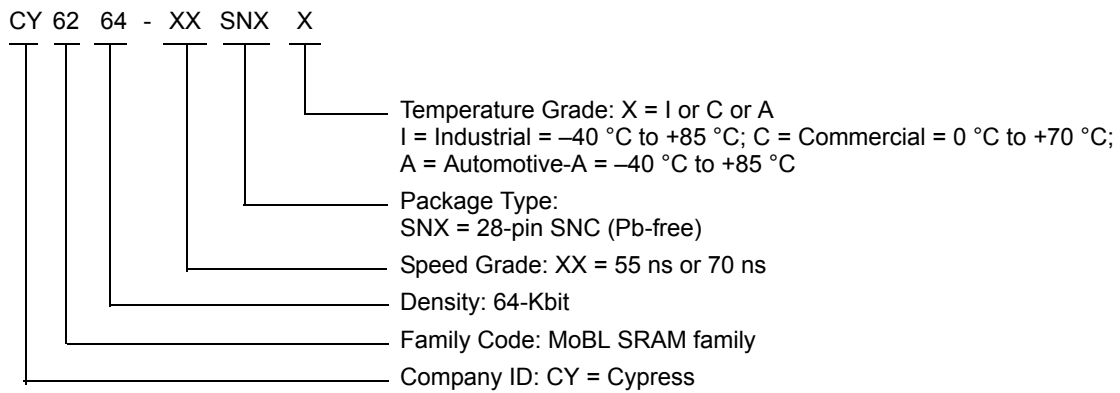 CY 62 64 - XX SNX X
Temperature Grade: X = I or C or A
I = Industrial = –40 °C to +85 °C; C = Commercial = 0 °C to +70 °C;
A = Automotive-A = –40 °C to +85 °C
Package Type:
SNX = 28-pin SNC (Pb-free)
Speed Grade: XX = 55 ns or 70 ns
Density: 64-Kbit
Family Code: MoBL SRAM family
Company ID: CY = Cypress